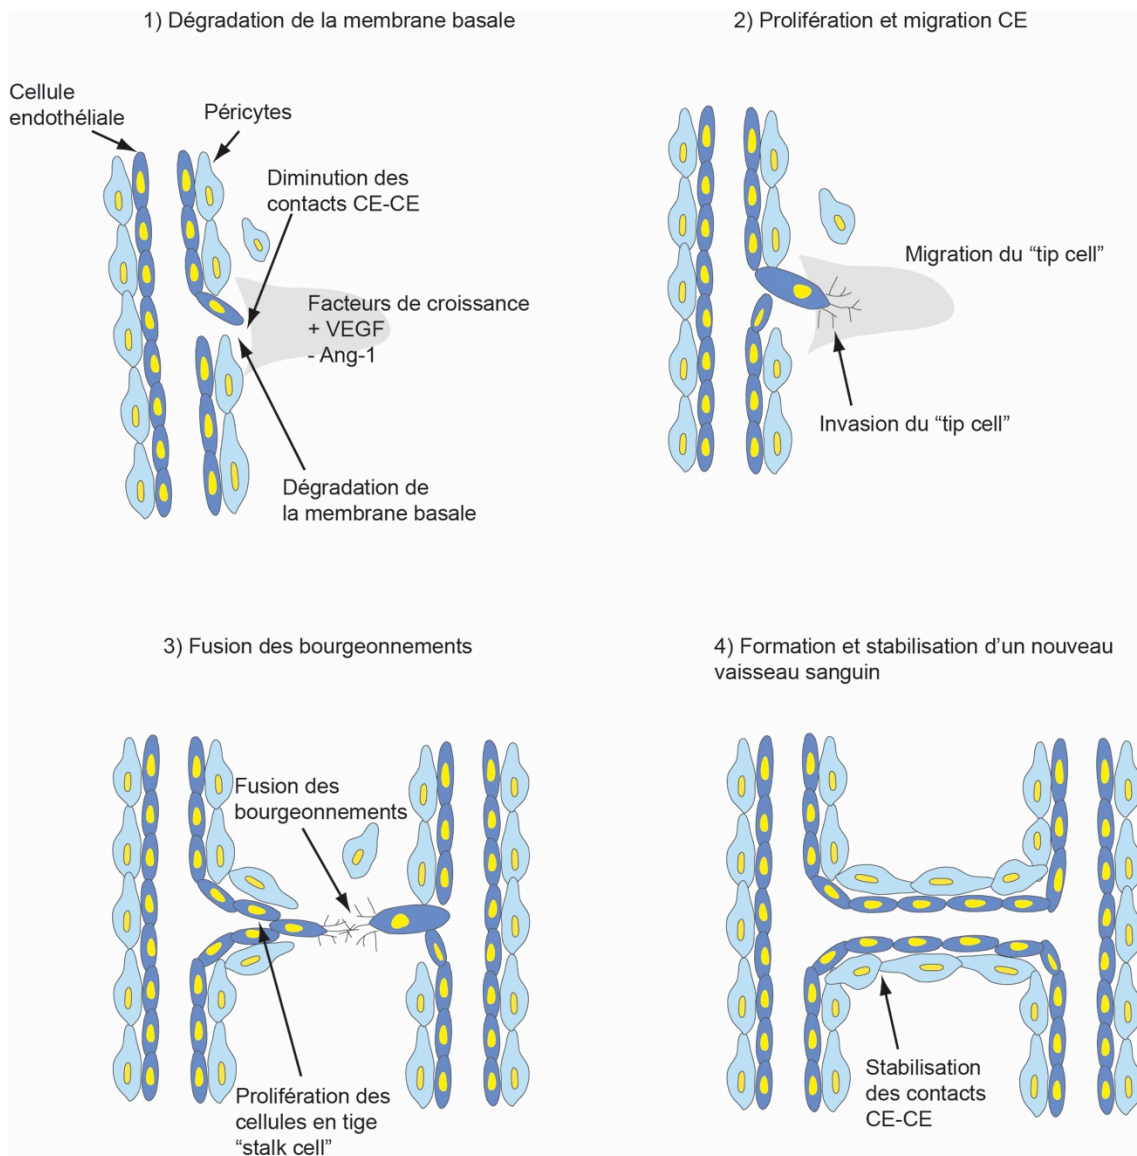 1) Dégradation de la membrane basale
Cellule
endothéliale
Péricytes
Diminution des
contacts CE-CE
Facteurs de croissance
+ VEGF
- Ang-1
Dégradation de
la membrane basale
2) Prolifération et migration CE
Migration du “tip cell”
Invasion du “tip cell”
3) Fusion des bourgeonnements
Fusion des
bourgeonnements
Prolifération des
cellules en tige
“stalk cell”
4) Formation et stabilisation d’un nouveau
vaisseau sanguin
Stabilisation
des contacts
CE-CE